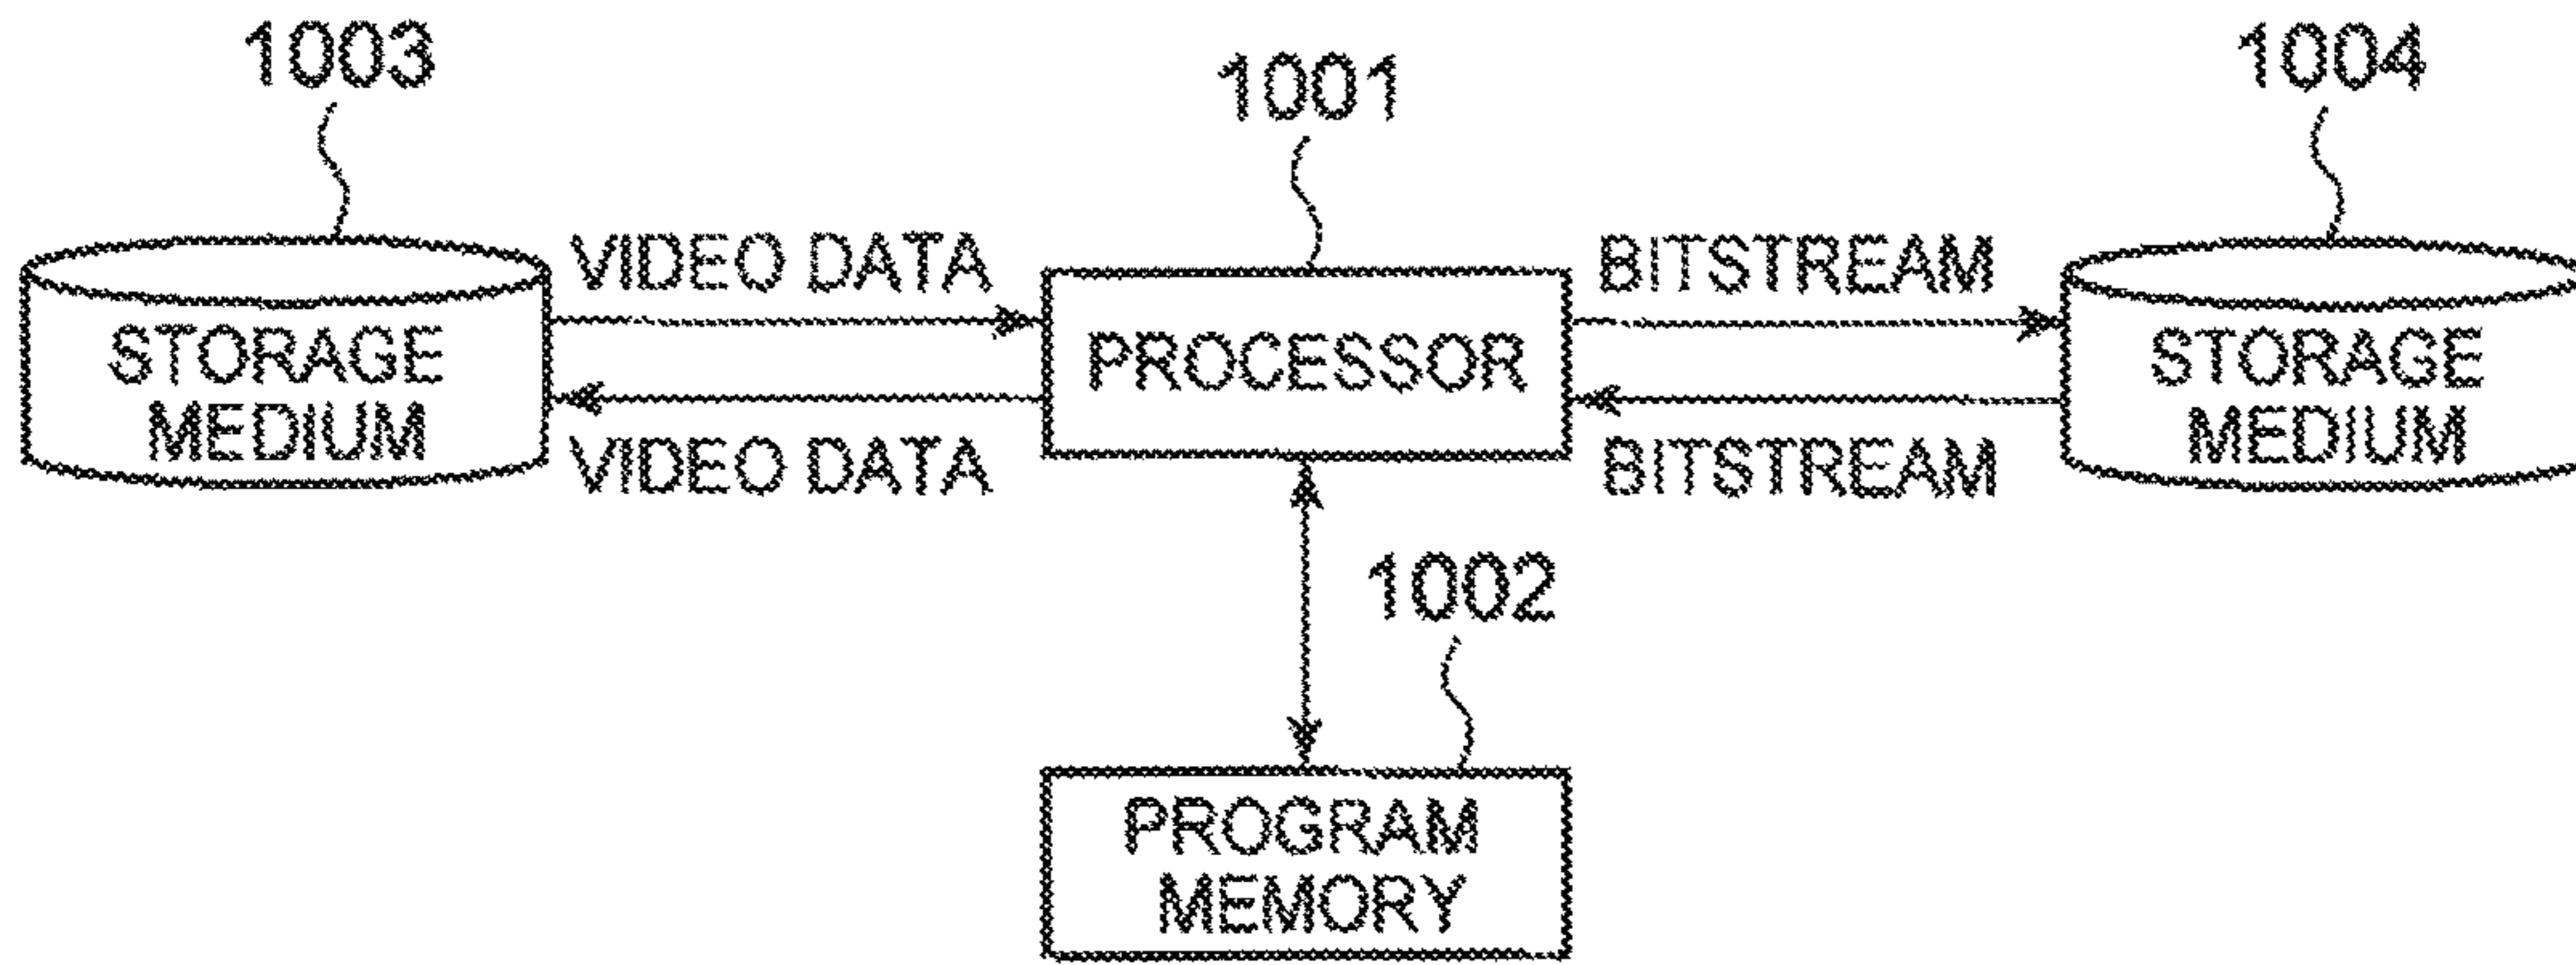 1003
1001
1004
VIDEO DATA
BITSTREAM
STORAGE
MEDIUM
PROCESSOR
STORAGE
MEDIUM
VIDEO DATA
BITSTREAM
1002
PROGRAM
MEMORY